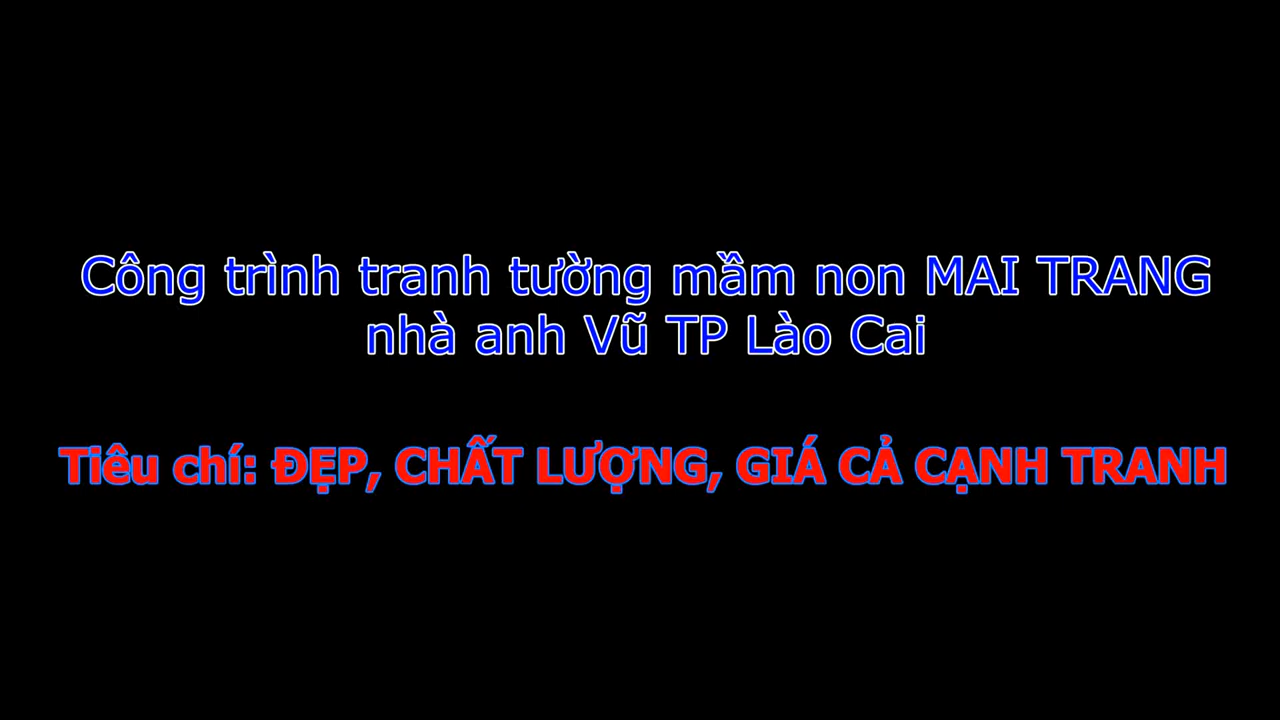 Công trình tranh tường mầm non MAI TRANG
nhà anh Vũ TP Lào Cai
Tiêu chí: ĐẸP, CHẤT LƯỢNG, GIÁ CẢ CẠNH TRANH